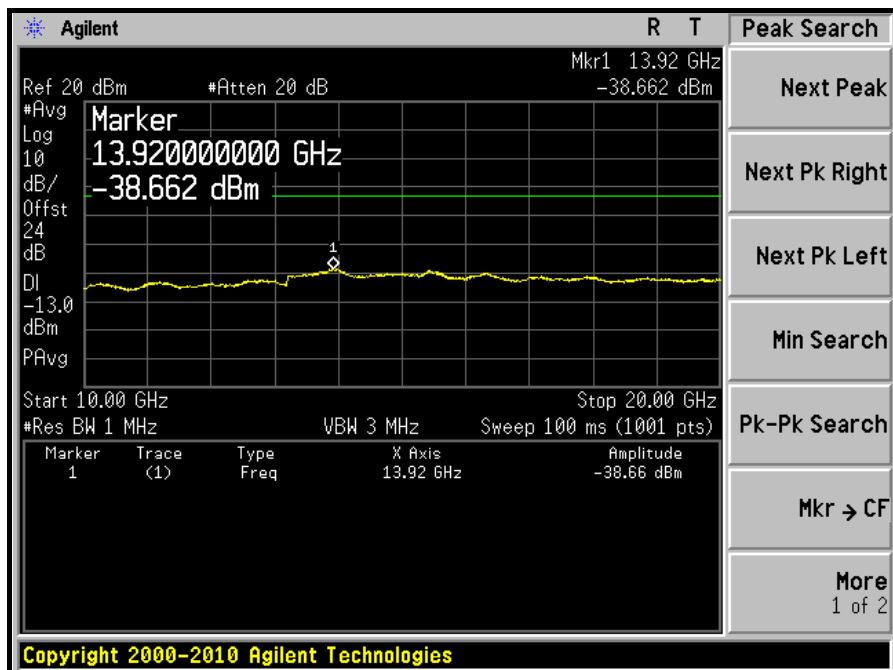 Agilent R T
Peak Search
Mkr1 13.92 GHz
Ref 20 dBm #Atten 20 dB -38.662 dBm
#Avg
Log
10
dB/
Offst
24
dB
DI
-13.0
dBm
PAvg
Marker
13.920000000 GHz
-38.662 dBm
1
Start 10.00 GHz Stop 20.00 GHz
#Res BW 1 MHz VBW 3 MHz Sweep 100 ms (1001 pts)
Marker Trace Type X Axis Amplitude
1 (1) Freq 13.92 GHz -38.66 dBm
Next Peak
Next Pk Right
Next Pk Left
Min Search
Pk-Pk Search
Mkr → CF
More
1 of 2
Copyright 2000-2010 Agilent Technologies